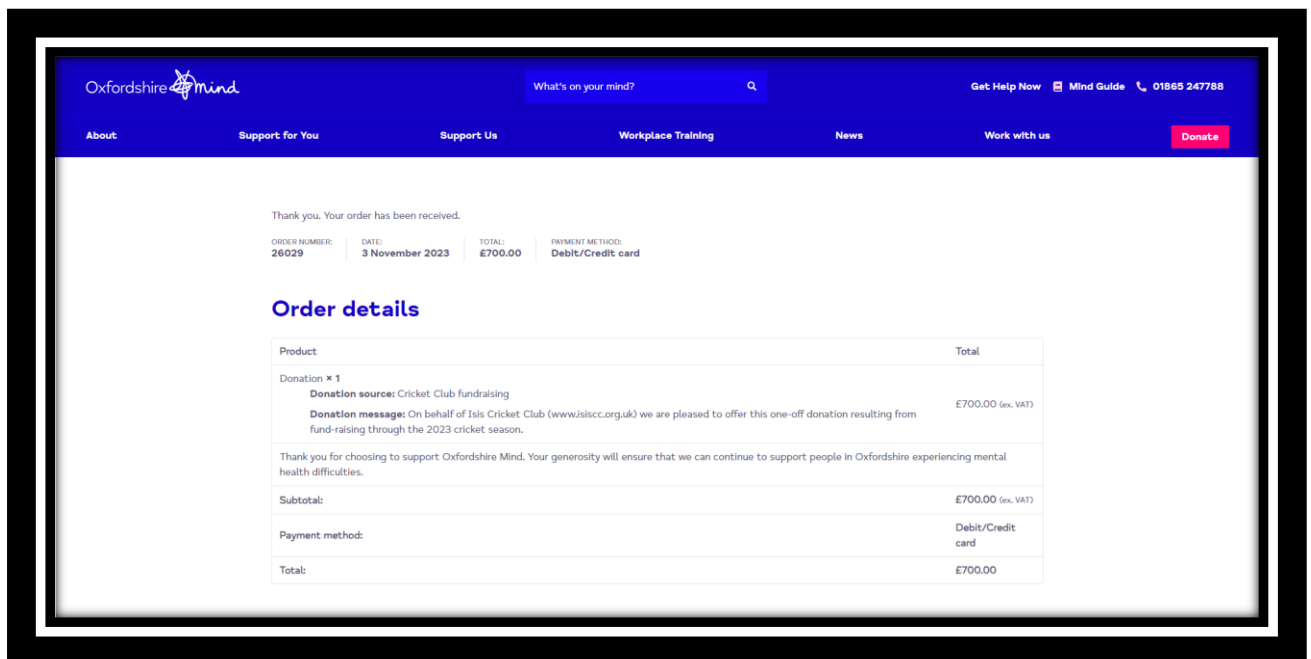 Oxfordshire mind
What's on your mind?
Get Help Now Mind Guide 01865 247788
About Support for You Support Us Workplace Training News Work with us Donate
Thank you. Your order has been received.
ORDER NUMBER: DATE: TOTAL: PAYMENT METHOD:
26029 3 November 2023 £700.00 Debit/Credit card
Order details
Product Total
Donation × 1
Donation source: Cricket Club fundraising
£700.00 (ex. VAT)
Donation message: On behalf of Isis Cricket Club (www.isiscc.org.uk) we are pleased to offer this one-off donation resulting from
fund-raising through the 2023 cricket season.
Thank you for choosing to support Oxfordshire Mind. Your generosity will ensure that we can continue to support people in Oxfordshire experiencing mental
health difficulties.
Subtotal: £700.00 (ex. VAT)
Payment method: Debit/Credit
card
Total: £700.00